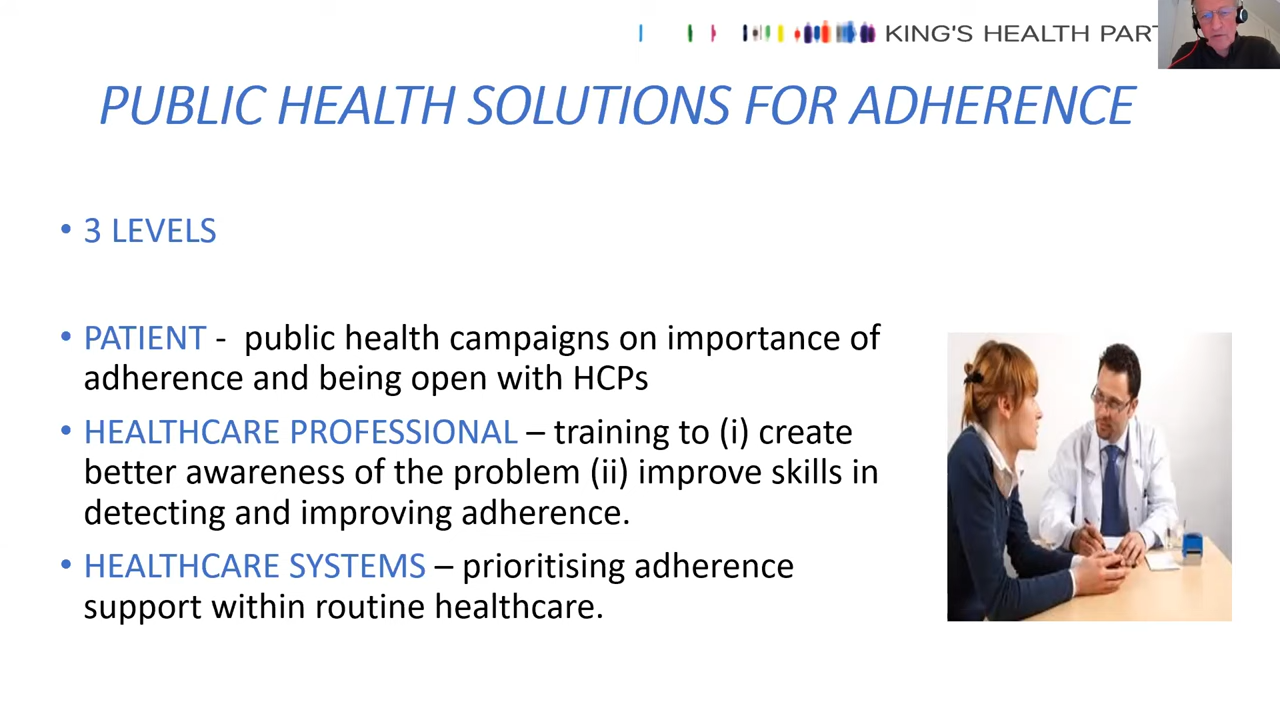 KING'S HEALTH PART
PUBLIC HEALTH SOLUTIONS FOR ADHERENCE
• 3 LEVELS
• PATIENT - public health campaigns on importance of
adherence and being open with HCPs
• HEALTHCARE PROFESSIONAL – training to (i) create
better awareness of the problem (ii) improve skills in
detecting and improving adherence.
• HEALTHCARE SYSTEMS – prioritising adherence
support within routine healthcare.